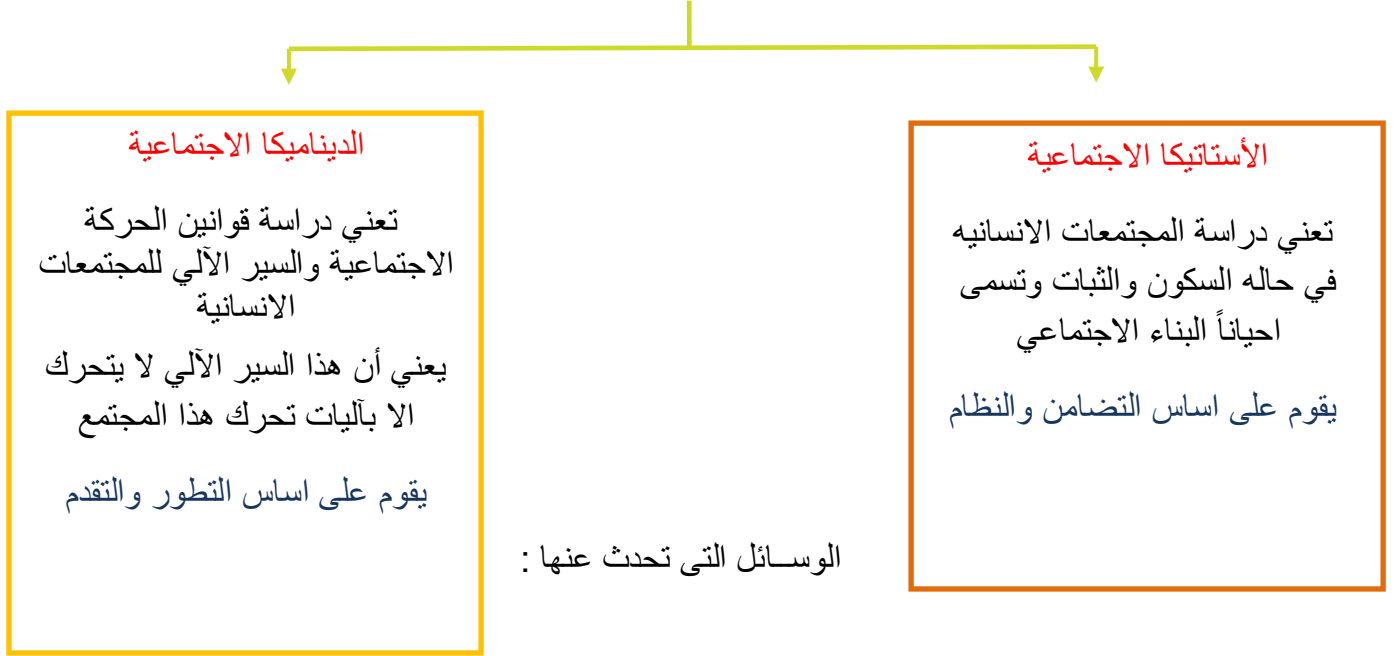 الأستاتيكا الاجتماعية
تعني دراسة المجتمعات الانسانيه
في حاله السكون والثبات وتسمى
احياناً البناء الاجتماعي
يقوم على اساس التضامن والنظام
الديناميكا الاجتماعية
تعني دراسة قوانين الحركة
الاجتماعية والسير الآلي للمجتمعات
الانسانية
يعني أن هذا السير الآلي لا يتحرك
الا بآليات تحرك هذا المجتمع
يقوم على اساس التطور والتقدم
الوســائل التى تحدث عنها :